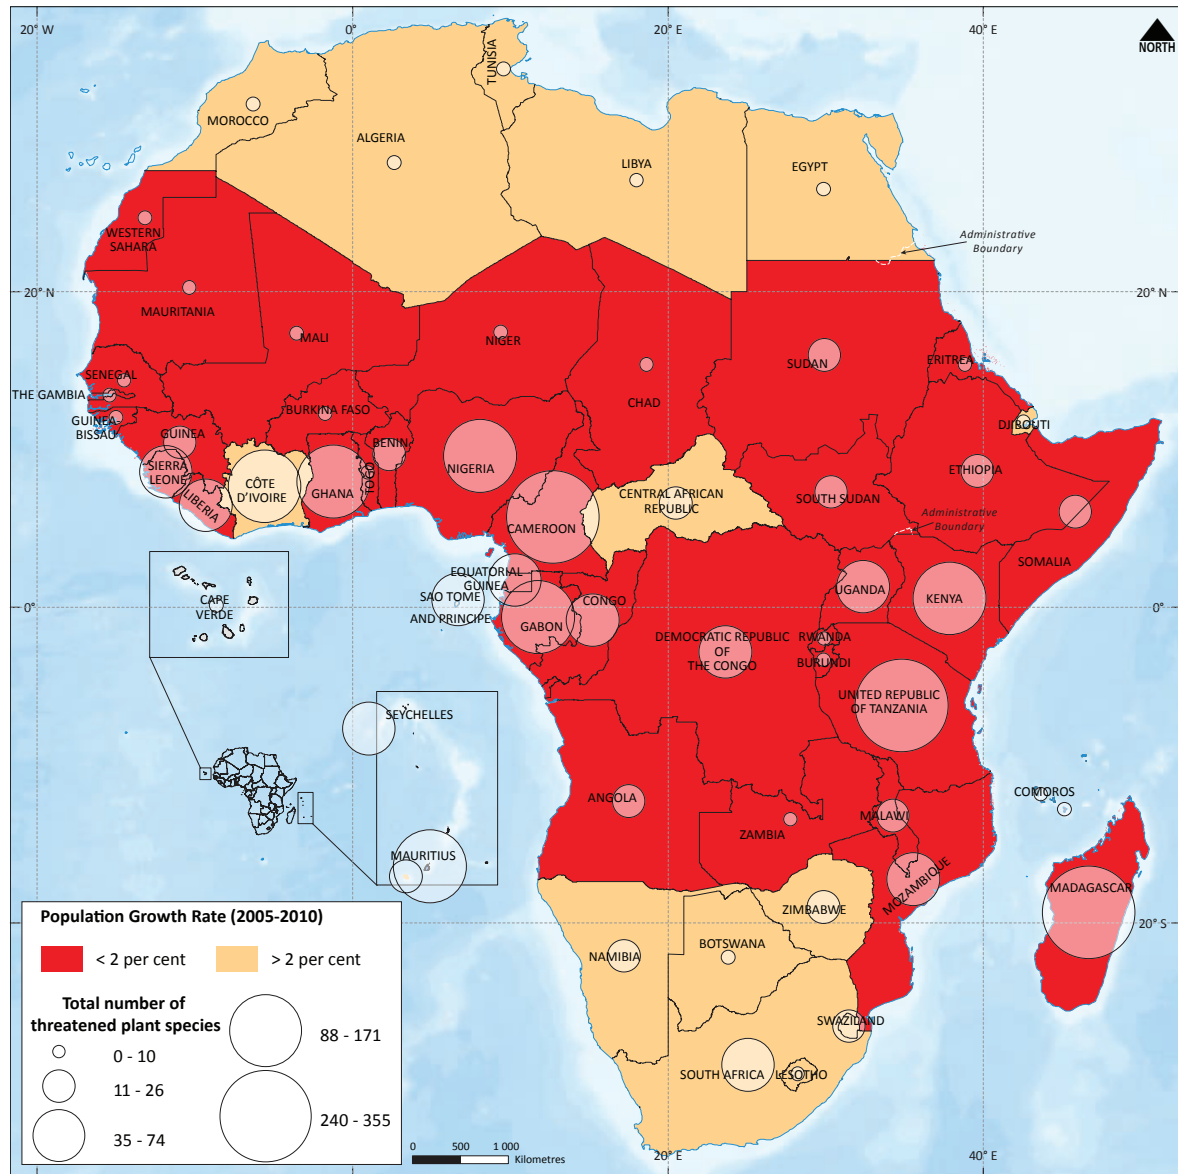 20° W
0°
20° E
40° E
NORTH
TUNISIA
MOROCCO
ALGERIA
LIBYA
EGYPT
Administrative
Boundary
WESTERN
SAHARA
20° N
20° N
MAURITANIA
MALI
NIGER
SUDAN
ERITREA
SENEGAL
THE GAMBIA
CHAD
BURKINA FASO
GUINEA-
BISSAU
DJIBOUTI
GUINEA
BENIN
SIERRA
LEONE
NIGERIA
ETHIOPIA
TOGO
CÔTE
D'IVOIRE
GHANA
CENTRAL AFRICAN
REPUBLIC
SOUTH SUDAN
LIBERIA
CAMEROON
Administrative
Boundary
SOMALIA
EQUATORIAL
GUINEA
UGANDA
KENYA
CAPE
VERDE
SAO TOME
AND PRINCIPE
CONGO
0°
0°
GABON
DEMOCRATIC REPUBLIC
OF
THE CONGO
RWANDA
BURUNDI
UNITED REPUBLIC
OF TANZANIA
SEYCHELLES
ANGOLA
COMOROS
MALAWI
ZAMBIA
MAURITIUS
MOZAMBIQUE
MADAGASCAR
ZIMBABWE
20° S
BOTSWANA
NAMIBIA
SWAZILAND
SOUTH AFRICA
LESOTHO
Population Growth Rate (2005-2010)
< 2 per cent
> 2 per cent
Total number of
threatened plant species
0 - 10
11 - 26
35 - 74
88 - 171
240 - 355
0
500
1 000
Kilometres
20° E
40° E